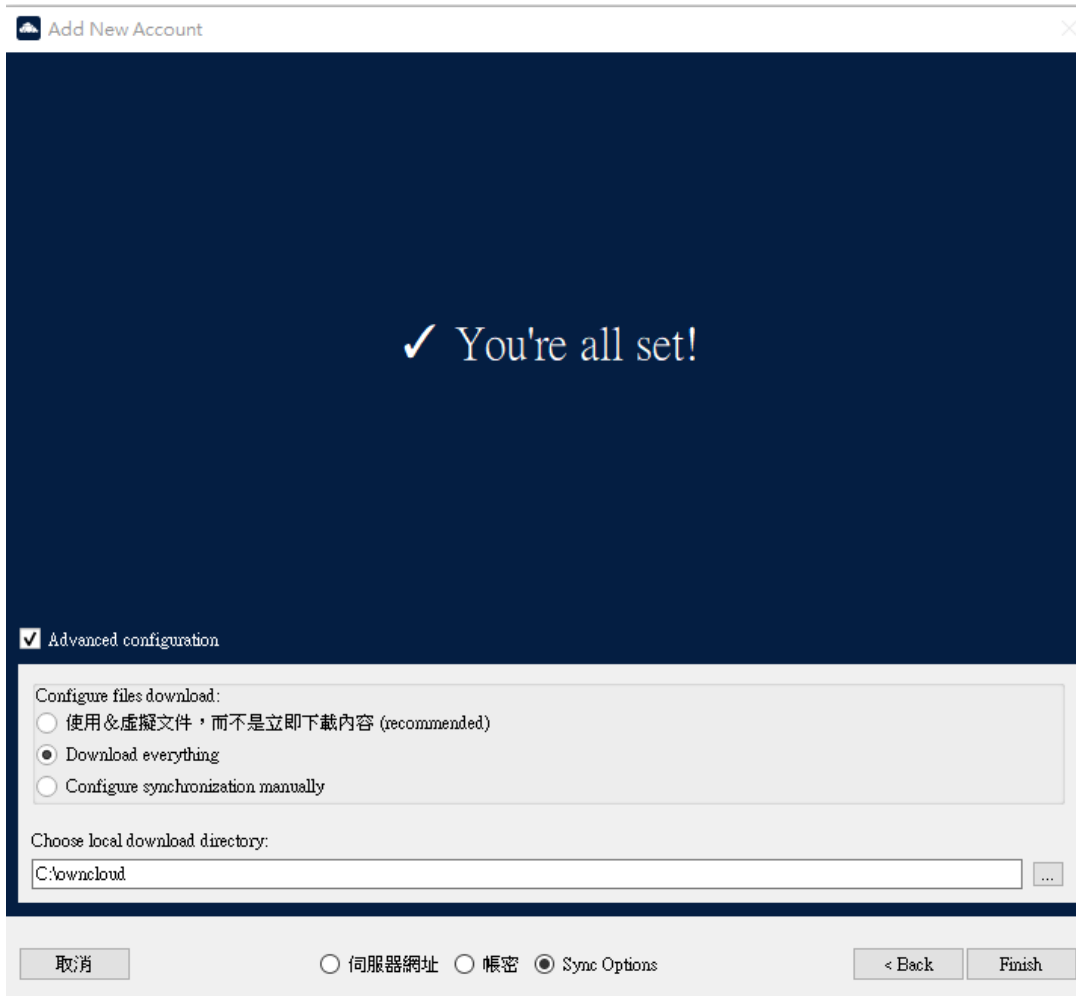 Add New Account
✓ You're all set!
Advanced configuration
Configure files download:
使用&虛擬文件，而不是立即下載內容 (recommended)
Download everything
Configure synchronization manually
Choose local download directory:
C:\owncloud
...
取消
伺服器網址
帳密
Sync Options
< Back
Finish